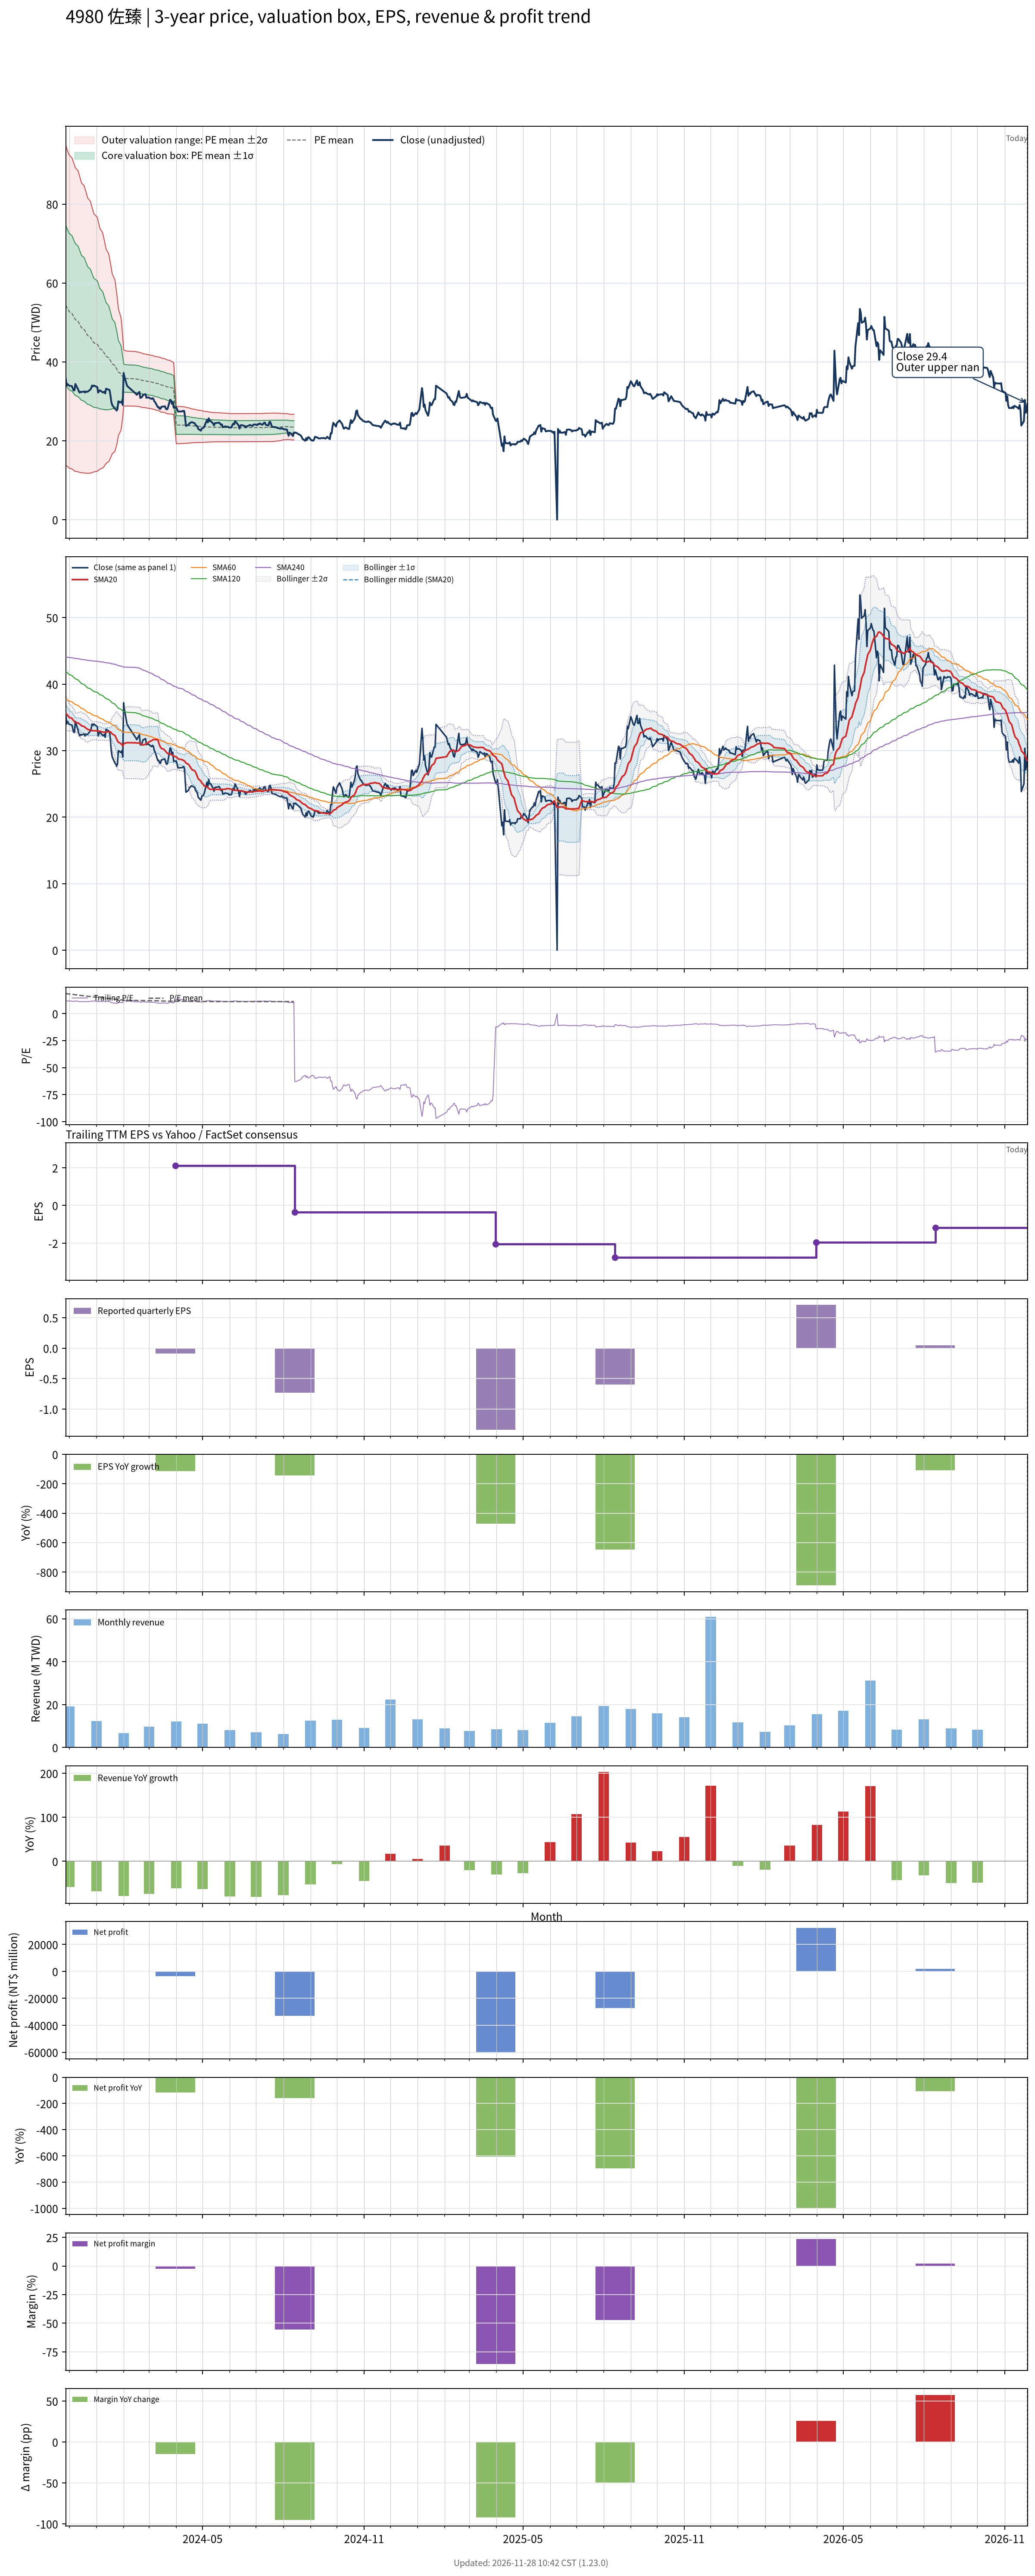 4980 佐臻 | 3-year price, valuation box, EPS, revenue & profit trend
Outer valuation range: PE mean ±2σ
Core valuation box: PE mean ±1σ
PE mean
Close (unadjusted)
Today
Price (TWD)
80
60
40
20
0
Close 29.4
Outer upper nan
Close (same as panel 1)
SMA20
SMA60
SMA120
SMA240
Bollinger ±2σ
Bollinger ±1σ
Bollinger middle (SMA20)
Price
50
40
30
20
10
0
Trailing P/E
P/E mean
P/E
0
-25
-50
-75
-100
Trailing TTM EPS vs Yahoo / FactSet consensus
Today
EPS
2
0
-2
Reported quarterly EPS
EPS
0.5
0.0
-0.5
-1.0
EPS YoY growth
YoY (%)
0
-200
-400
-600
-800
Monthly revenue
Revenue (M TWD)
60
40
20
0
Revenue YoY growth
YoY (%)
200
100
0
Month
Net profit
Net profit (NT$ million)
20000
0
-20000
-40000
-60000
Net profit YoY
YoY (%)
0
-200
-400
-600
-800
-1000
Net profit margin
Margin (%)
25
0
-25
-50
-75
Margin YoY change
Δ margin (pp)
50
0
-50
-100
2024-05
2024-11
2025-05
2025-11
2026-05
2026-11
Updated: 2026-11-28 10:42 CST (1.23.0)